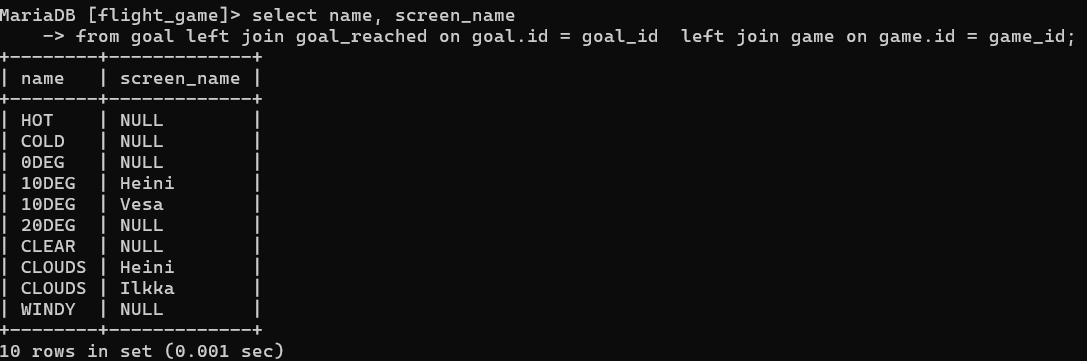 MariaDB [flight_game]> select name, screen_name
    -> from goal left join goal_reached on goal.id = goal_id  left join game on game.id = game_id;
+--------+-------------+
| name   | screen_name |
+--------+-------------+
| HOT    | NULL        |
| COLD   | NULL        |
| 0DEG   | NULL        |
| 10DEG  | Heini       |
| 10DEG  | Vesa        |
| 20DEG  | NULL        |
| CLEAR  | NULL        |
| CLOUDS | Heini       |
| CLOUDS | Ilkka       |
| WINDY  | NULL        |
+--------+-------------+
10 rows in set (0.001 sec)